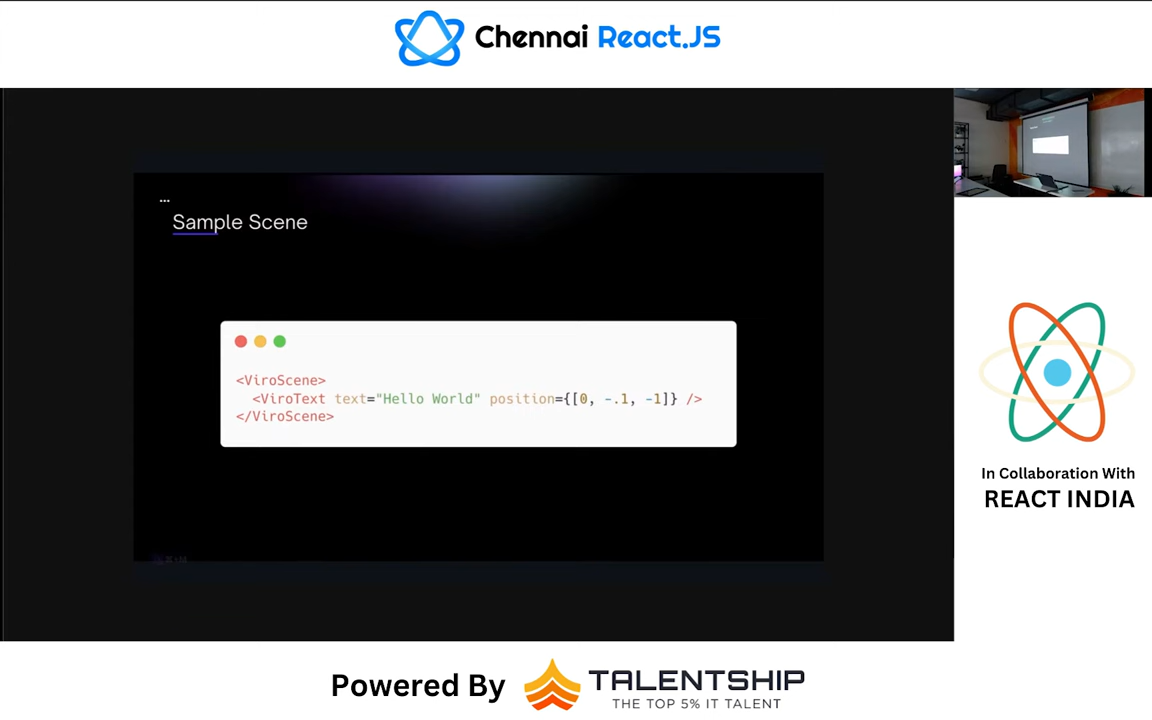 Chennai React.JS
...
Sample Scene
<ViroScene>
  <ViroText text="Hello World" position={[0, -.1, -1]} />
</ViroScene>
In Collaboration With
REACT INDIA
Powered By
TALENTSHIP
THE TOP 5% IT TALENT